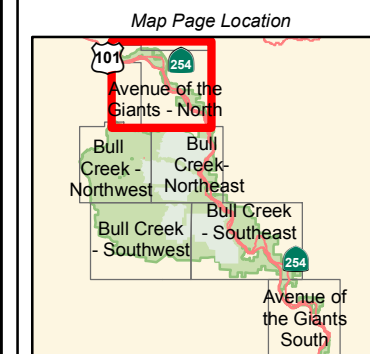 Map Page Location
101
254
Avenue of the
Giants - North
Bull
Creek -
Northwest
Bull
Creek-
Northeast
Bull Creek
- Southwest
Bull Creek
- Southeast
254
Avenue of
the Giants
South